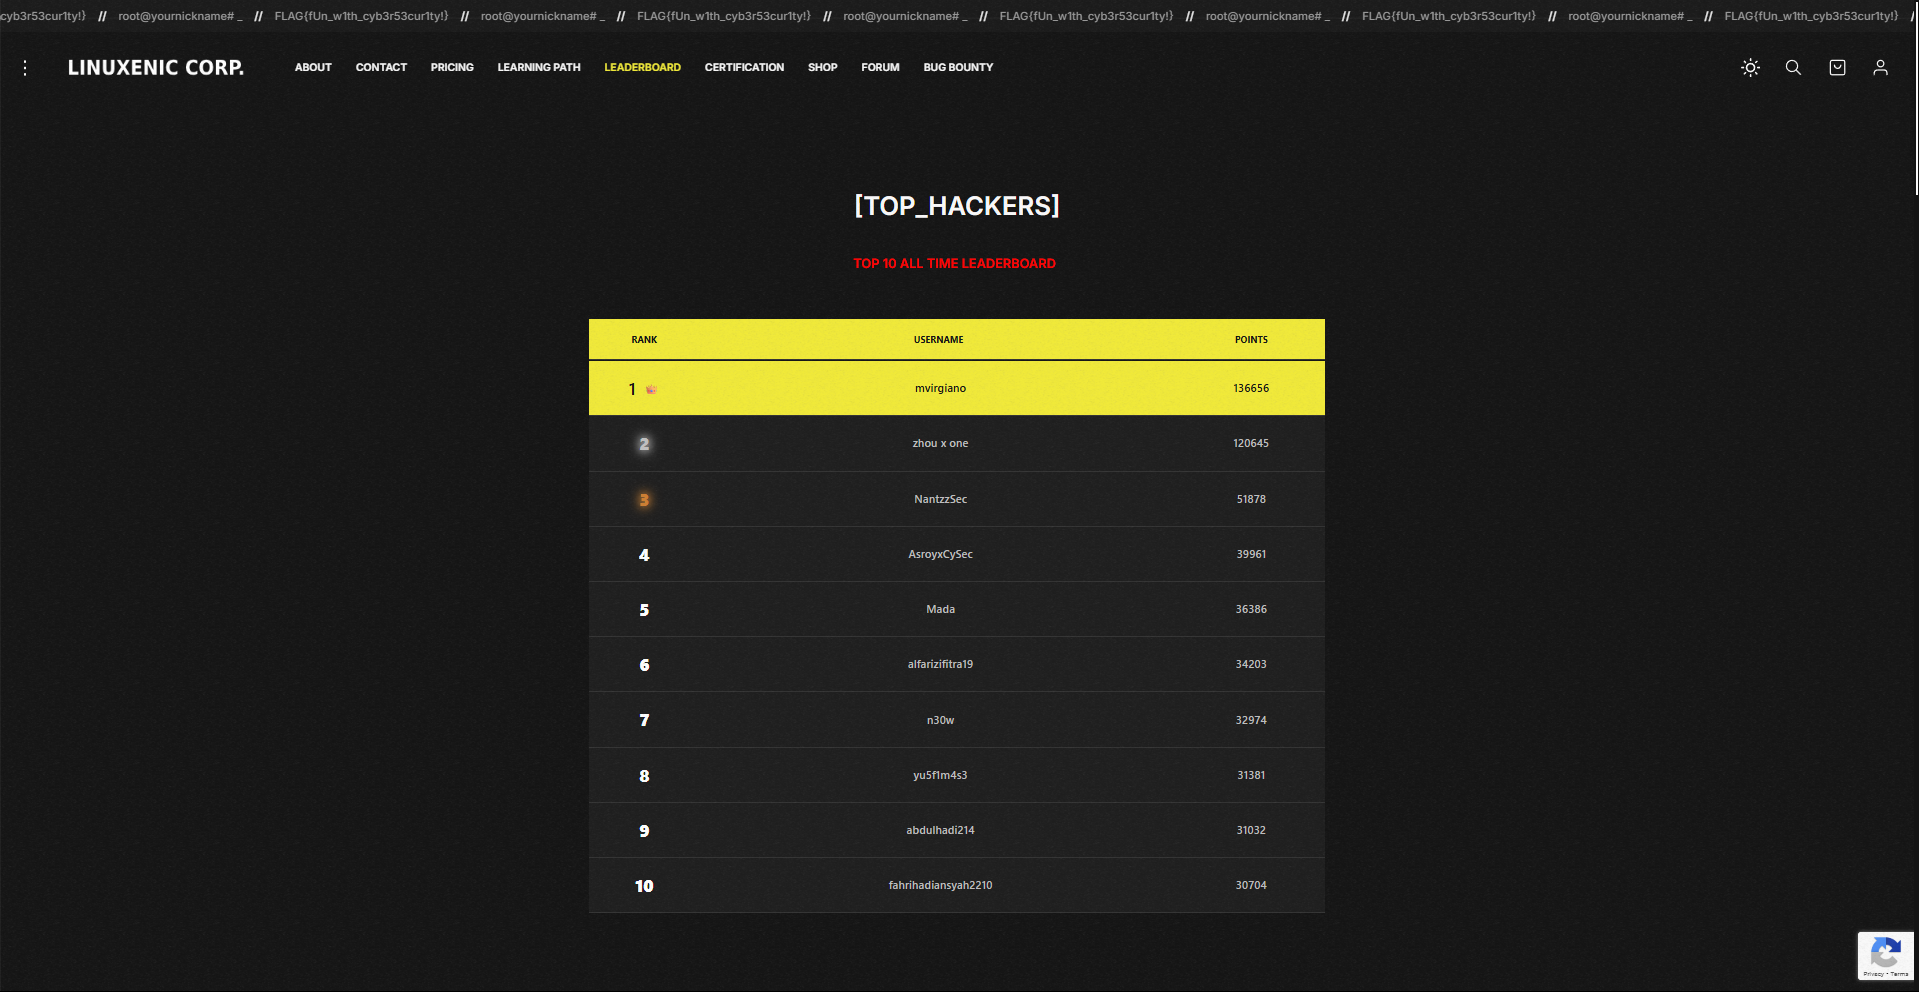 cyb3r53cur1ty!} // root@yournickname# _ // FLAG{fUn_w1th_cyb3r53cur1ty!} // root@yournickname# _ // FLAG{fUn_w1th_cyb3r53cur1ty!} // root@yournickname# _ // FLAG{fUn_w1th_cyb3r53cur1ty!} // root@yournickname# _ // FLAG{fUn_w1th_cyb3r53cur1ty!} // root@yournickname# _ // FLAG{fUn_w1th_cyb3r53cur1ty!} /
LINUXENIC CORP. ABOUT CONTACT PRICING LEARNING PATH LEADERBOARD CERTIFICATION SHOP FORUM BUG BOUNTY
[TOP_HACKERS]
TOP 10 ALL TIME LEADERBOARD
RANK USERNAME POINTS
1 mvirgiano 136656
2 zhou x one 120645
3 NantzzSec 51878
4 AsroyxCySec 39961
5 Mada 36386
6 alfarizifitra19 34203
7 n30w 32974
8 yu5f1m4s3 31381
9 abdulhadi214 31032
10 fahrihadiansyah2210 30704
Privacy • Terms